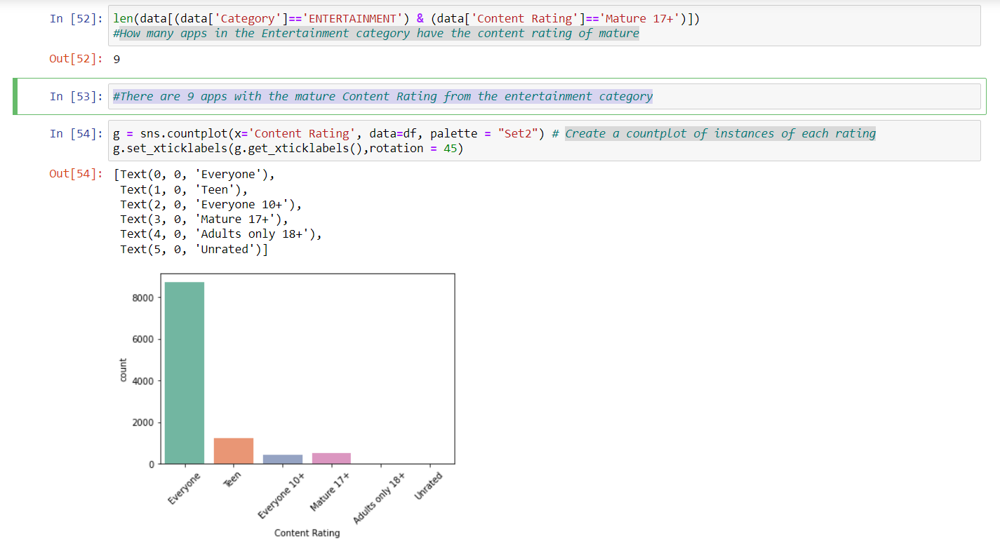 In [52]: len(data[(data['Category']=='ENTERTAINMENT') & (data['Content Rating']=='Mature 17+')])
#How many apps in the Entertainment category have the content rating of mature
Out[52]: 9
In [53]: #There are 9 apps with the mature Content Rating from the entertainment category
In [54]: g = sns.countplot(x='Content Rating', data=df, palette = "Set2") # Create a countplot of instances of each rating
g.set_xticklabels(g.get_xticklabels(),rotation = 45)
Out[54]: [Text(0, 0, 'Everyone'),
Text(1, 0, 'Teen'),
Text(2, 0, 'Everyone 10+'),
Text(3, 0, 'Mature 17+'),
Text(4, 0, 'Adults only 18+'),
Text(5, 0, 'Unrated')]
8000
6000
4000
2000
0
count
Everyone
Teen
Everyone 10+
Mature 17+
Adults only 18+
Unrated
Content Rating